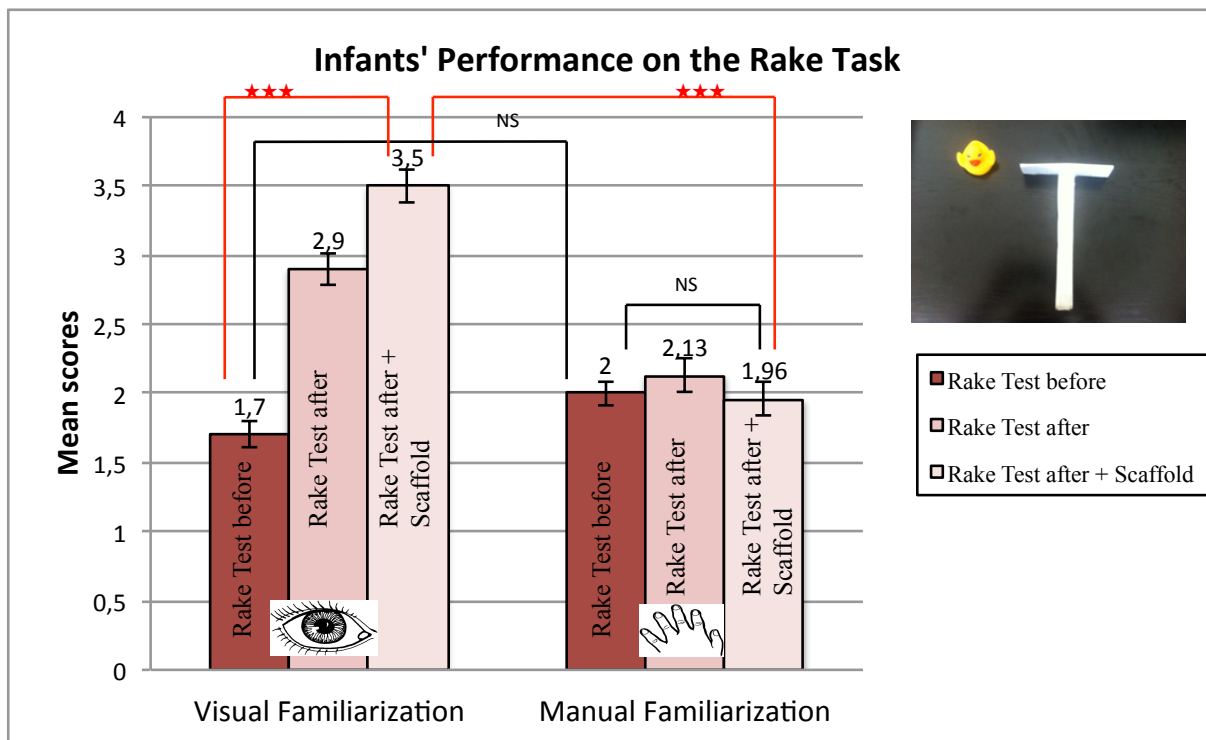 Infants' Performance on the Rake Task
★★★
★★★
NS
NS
Mean scores
4
3,5
3
2,5
2
1,5
1
0,5
0
1,7
2,9
3,5
2
2,13
1,96
Rake Test before
Rake Test after
Rake Test after +
Scaffold
Rake Test before
Rake Test after
Rake Test after +
Scaffold
Visual Familiarization
Manual Familiarization
Rake Test before
Rake Test after
Rake Test after + Scaffold